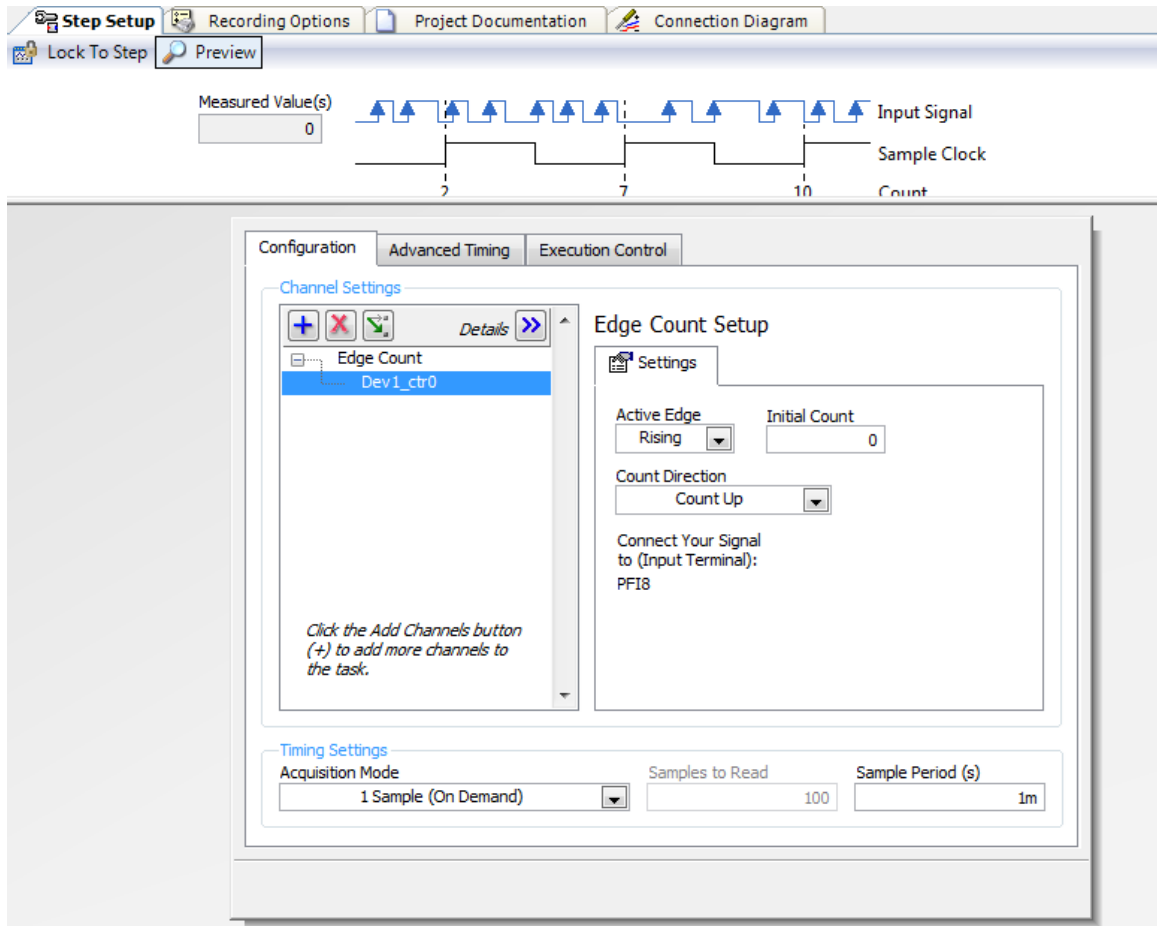 Step Setup Recording Options Project Documentation Connection Diagram
Lock To Step Preview
Measured Value(s)
0
Input Signal
Sample Clock
2 7 10 Count
Configuration Advanced Timing Execution Control
Channel Settings
Details
Edge Count
Dev1_ctr0
Click the Add Channels button
(+) to add more channels to
the task.
Edge Count Setup
Settings
Active Edge Initial Count
Rising 0
Count Direction
Count Up
Connect Your Signal
to (Input Terminal):
PFI8
Timing Settings
Acquisition Mode Samples to Read Sample Period (s)
1 Sample (On Demand) 100 1m